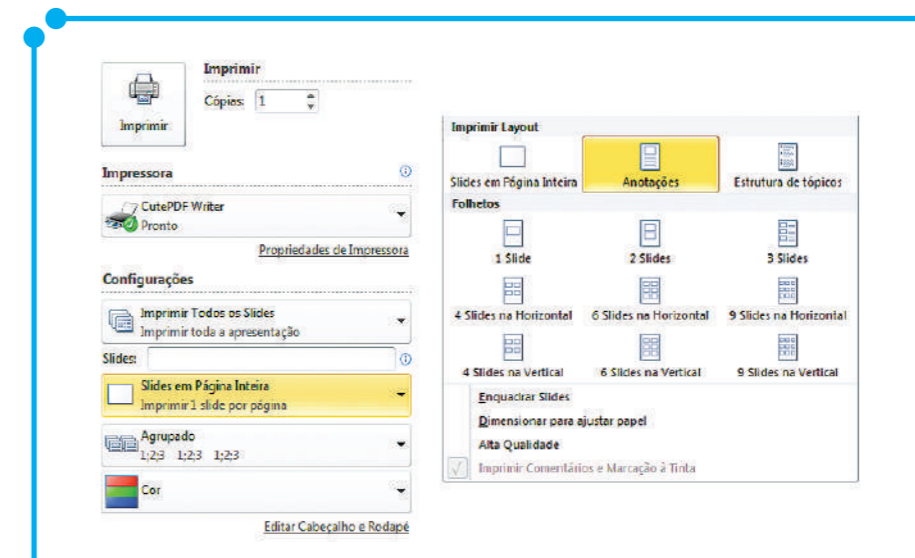 Imprimir
Cópias: 1
Imprimir
Impressora
CutePDF Writer
Pronto
Propriedades de Impressora
Configurações
Imprimir Todos os Slides
Imprimir toda a apresentação
Slides:
Slides em Página Inteira
Imprimir 1 slide por página
Agrupado
1;2;3 1;2;3 1;2;3
Cor
Editar Cabeçalho e Rodapé
Imprimir Layout
Slides em Página Inteira Anotações Estrutura de tópicos
Folhetos
1 Slide 2 Slides 3 Slides
4 Slides na Horizontal 6 Slides na Horizontal 9 Slides na Horizontal
4 Slides na Vertical 6 Slides na Vertical 9 Slides na Vertical
Enquadrar Slides
Dimensionar para ajustar papel
Alta Qualidade
Imprimir Comentários e Marcação à Tinta